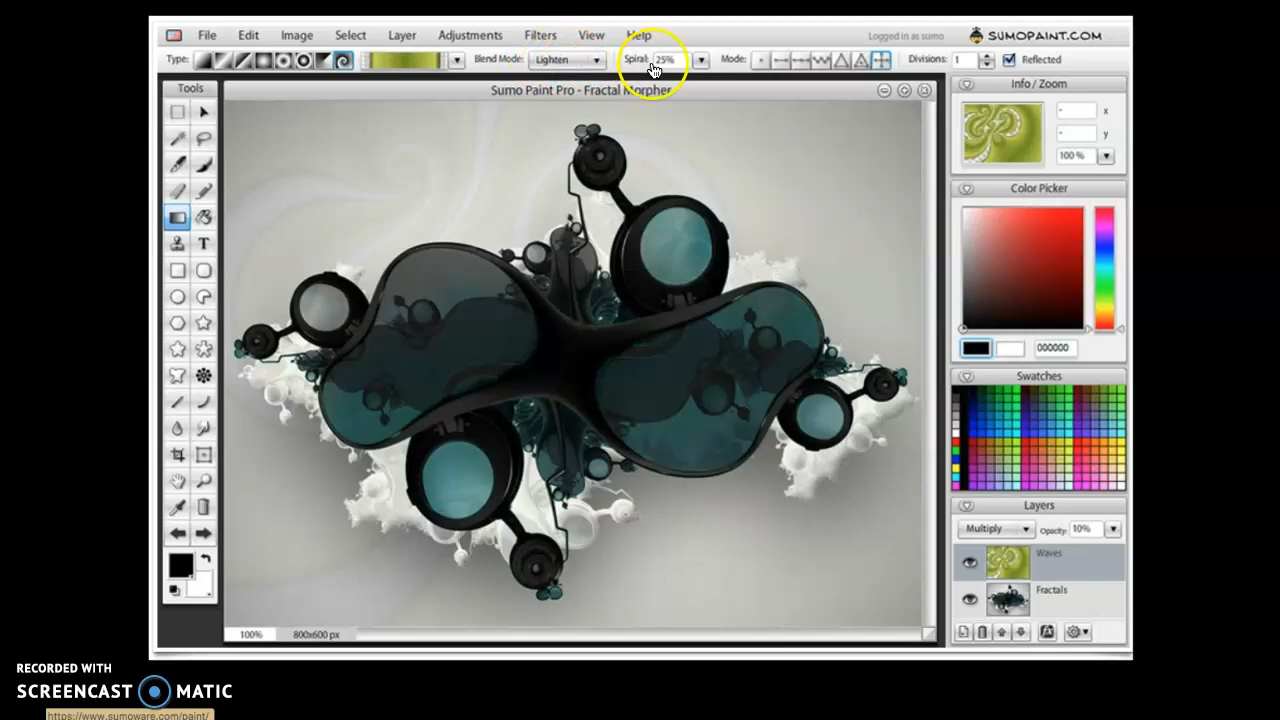 File Edit Image Select Layer Adjustments Filters View Help Logged in as sumo SUMOPAINT.COM
Type: Blend Mode: Lighten Spiral: 25% Mode: Divisions: 1 Reflected
Tools
Sumo Paint Pro - Fractal Morpher
Info / Zoom
- x
- y
100 %
Color Picker
000000
Swatches
Layers
Multiply Opacity: 10%
Waves
Fractals
T
100% 800x600 px
RECORDED WITH
SCREENCAST MATIC
https://www.sumoware.com/paint/